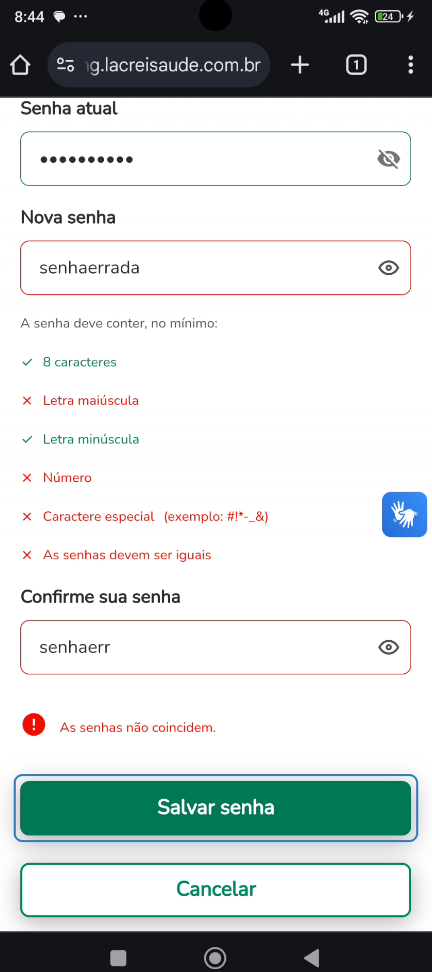 8:44
4G
24
ng.lacreisaude.com.br
1
Senha atual
••••••••••
Nova senha
senhaerrada
A senha deve conter, no mínimo:
8 caracteres
Letra maiúscula
Letra minúscula
Número
Caractere especial (exemplo: #!*-_&)
As senhas devem ser iguais
Confirme sua senha
senhaerr
As senhas não coincidem.
Salvar senha
Cancelar